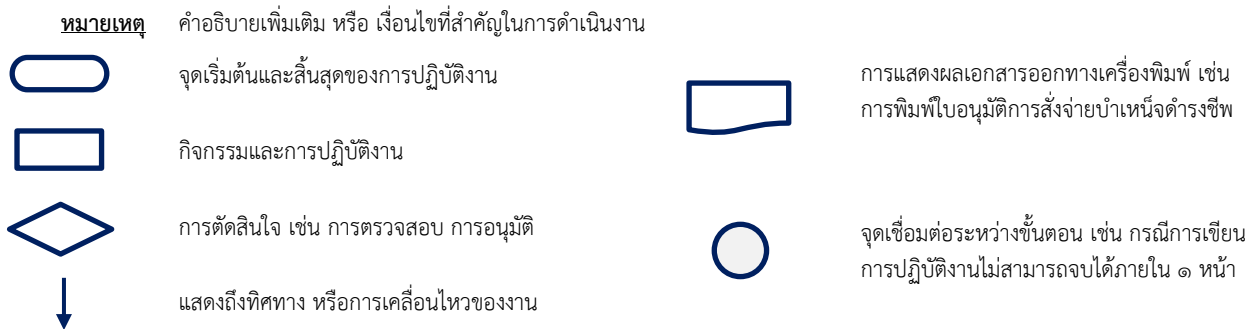 หมายเหตุ คำอธิบายเพิ่มเติม หรือ เงื่อนไขที่สำคัญในการดำเนินงาน
จุดเริ่มต้นและสิ้นสุดของการปฏิบัติงาน
กิจกรรมและการปฏิบัติงาน
การตัดสินใจ เช่น การตรวจสอบ การอนุมัติ
แสดงถึงทิศทาง หรือการเคลื่อนไหวของงาน
การแสดงผลเอกสารออกทางเครื่องพิมพ์ เช่น
การพิมพ์ใบอนุมัติการสั่งจ่ายบำเหน็จดำรงชีพ
จุดเชื่อมต่อระหว่างขั้นตอน เช่น กรณีการเขียน
การปฏิบัติงานไม่สามารถจบได้ภายใน ๑ หน้า